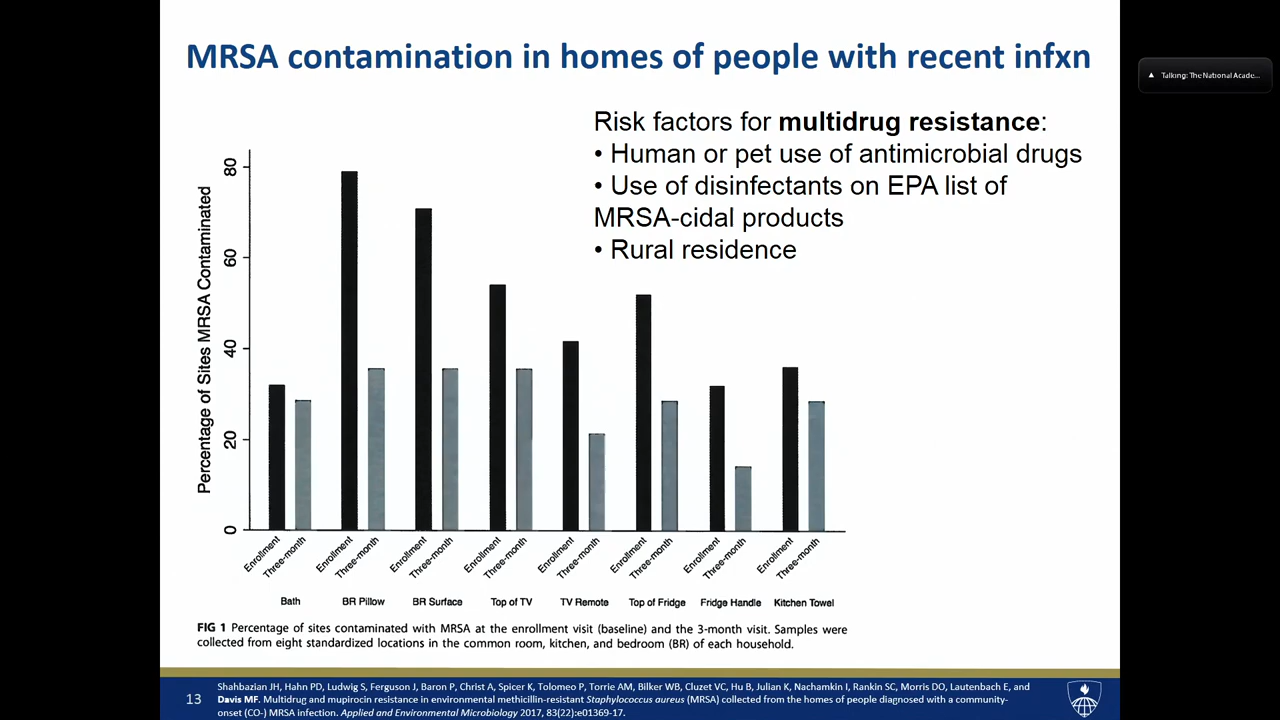 MRSA contamination in homes of people with recent infxn
Talking: The National Acade...
Risk factors for multidrug resistance:
• Human or pet use of antimicrobial drugs
• Use of disinfectants on EPA list of
MRSA-cidal products
• Rural residence
Percentage of Sites MRSA Contaminated
80
60
40
20
0
Enrollment Three-month Enrollment Three-month Enrollment Three-month Enrollment Three-month Enrollment Three-month Enrollment Three-month Enrollment Three-month Enrollment Three-month
Bath BR Pillow BR Surface Top of TV TV Remote Top of Fridge Fridge Handle Kitchen Towel
FIG 1 Percentage of sites contaminated with MRSA at the enrollment visit (baseline) and the 3-month visit. Samples were
collected from eight standardized locations in the common room, kitchen, and bedroom (BR) of each household.
13
Shahbazian JH, Hahn PD, Ludwig S, Ferguson J, Baron P, Christ A, Spicer K, Tolomeo P, Torrie AM, Bilker WB, Cluzet VC, Hu B, Julian K, Nachamkin I, Rankin SC, Morris DO, Lautenbach E, and
Davis MF. Multidrug and mupirocin resistance in environmental methicillin-resistant Staphylococcus aureus (MRSA) collected from the homes of people diagnosed with a community-
onset (CO-) MRSA infection. Applied and Environmental Microbiology 2017, 83(22):e01369-17.